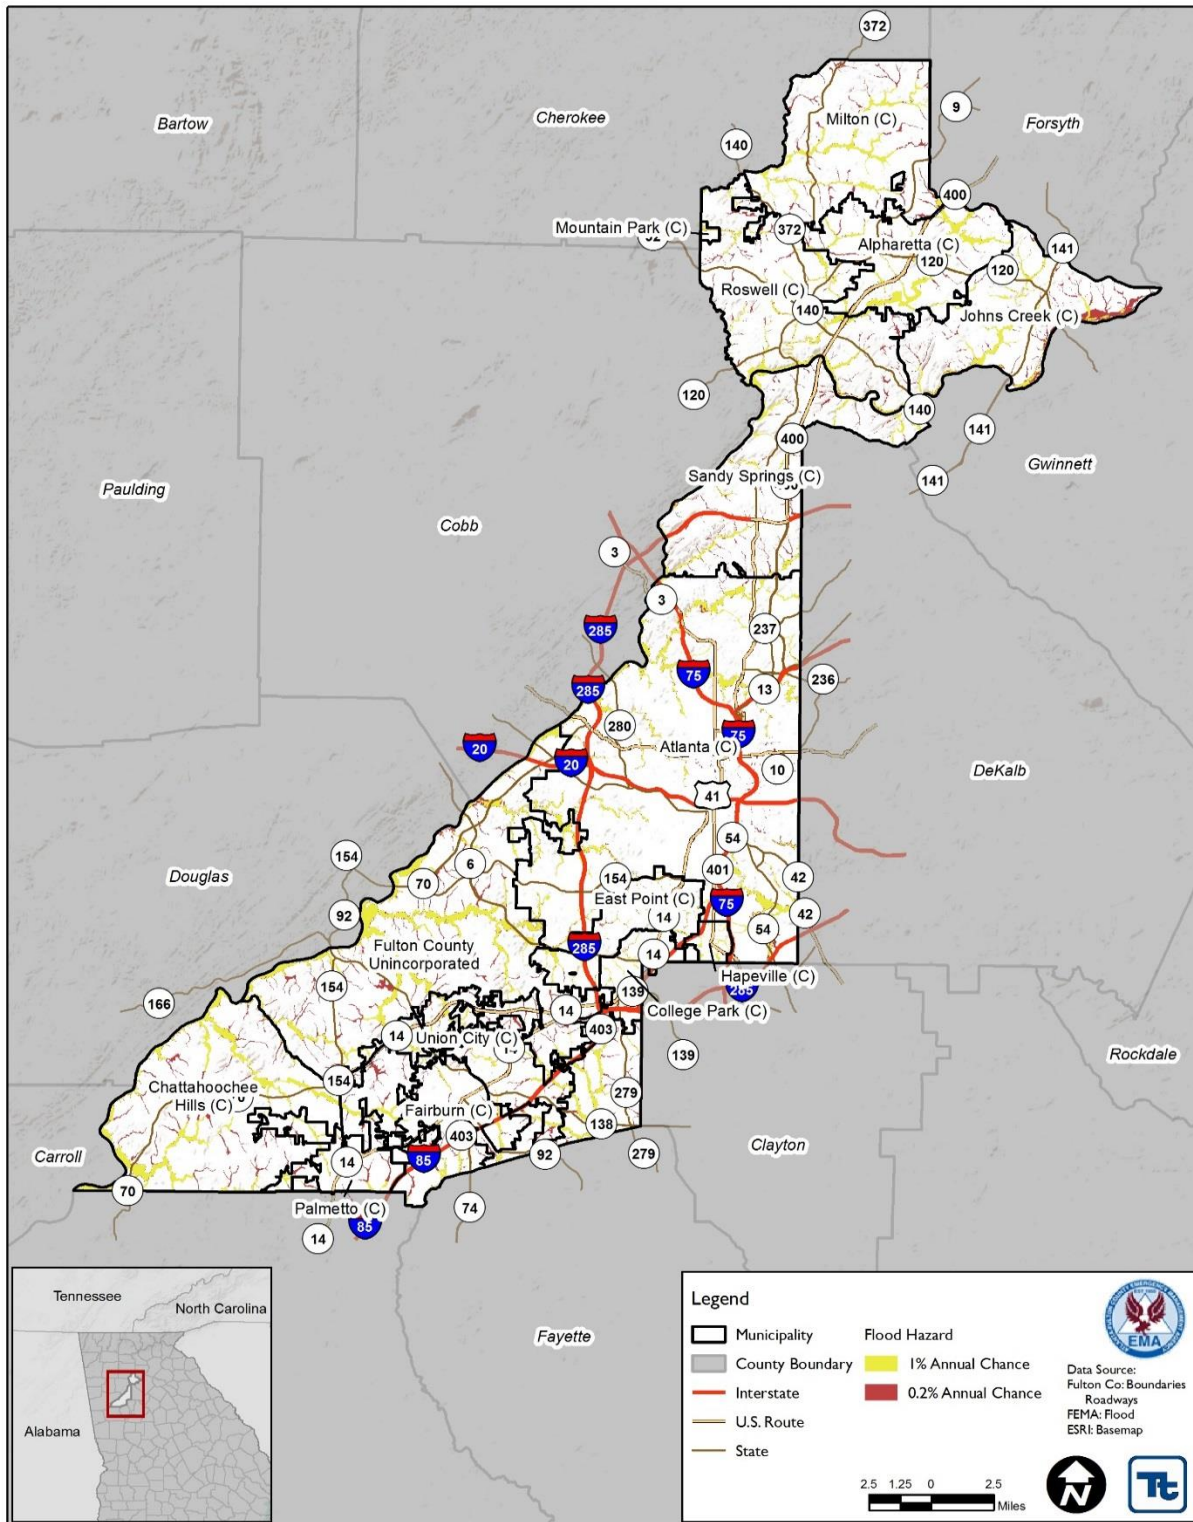 372
Bartow
Cherokee
9
Forsyth
Milton (C)
140
400
Mountain Park (C)
372
Alpharetta (C)
141
120
120
Roswell (C)
140
Johns Creek (C)
120
140
141
400
Gwinnett
Sandy Springs (C)
141
Paulding
Cobb
3
3
285
237
75
236
285
13
280
75
20
Atlanta (C)
20
10
DeKalb
41
54
154
6
Douglas
70
154
401
42
East Point (C)
75
92
14
42
54
Fulton County
Unincorporated
285
14
Hapeville (C)
154
139
285
166
College Park (C)
14
403
14
Union City (C)
139
Rockdale
Chattahoochee
Hills (C)
154
279
Fairburn (C)
403
138
Clayton
Carroll
14
85
92
279
70
Palmetto (C)
74
85
14
Fayette
Tennessee
North Carolina
Alabama
Legend
Municipality
County Boundary
Interstate
U.S. Route
State
Flood Hazard
1% Annual Chance
0.2% Annual Chance
EMA
Data Source:
Fulton Co: Boundaries
Roadways
FEMA: Flood
ESRI: Basemap
2.5 1.25 0 2.5
Miles
N
Tt